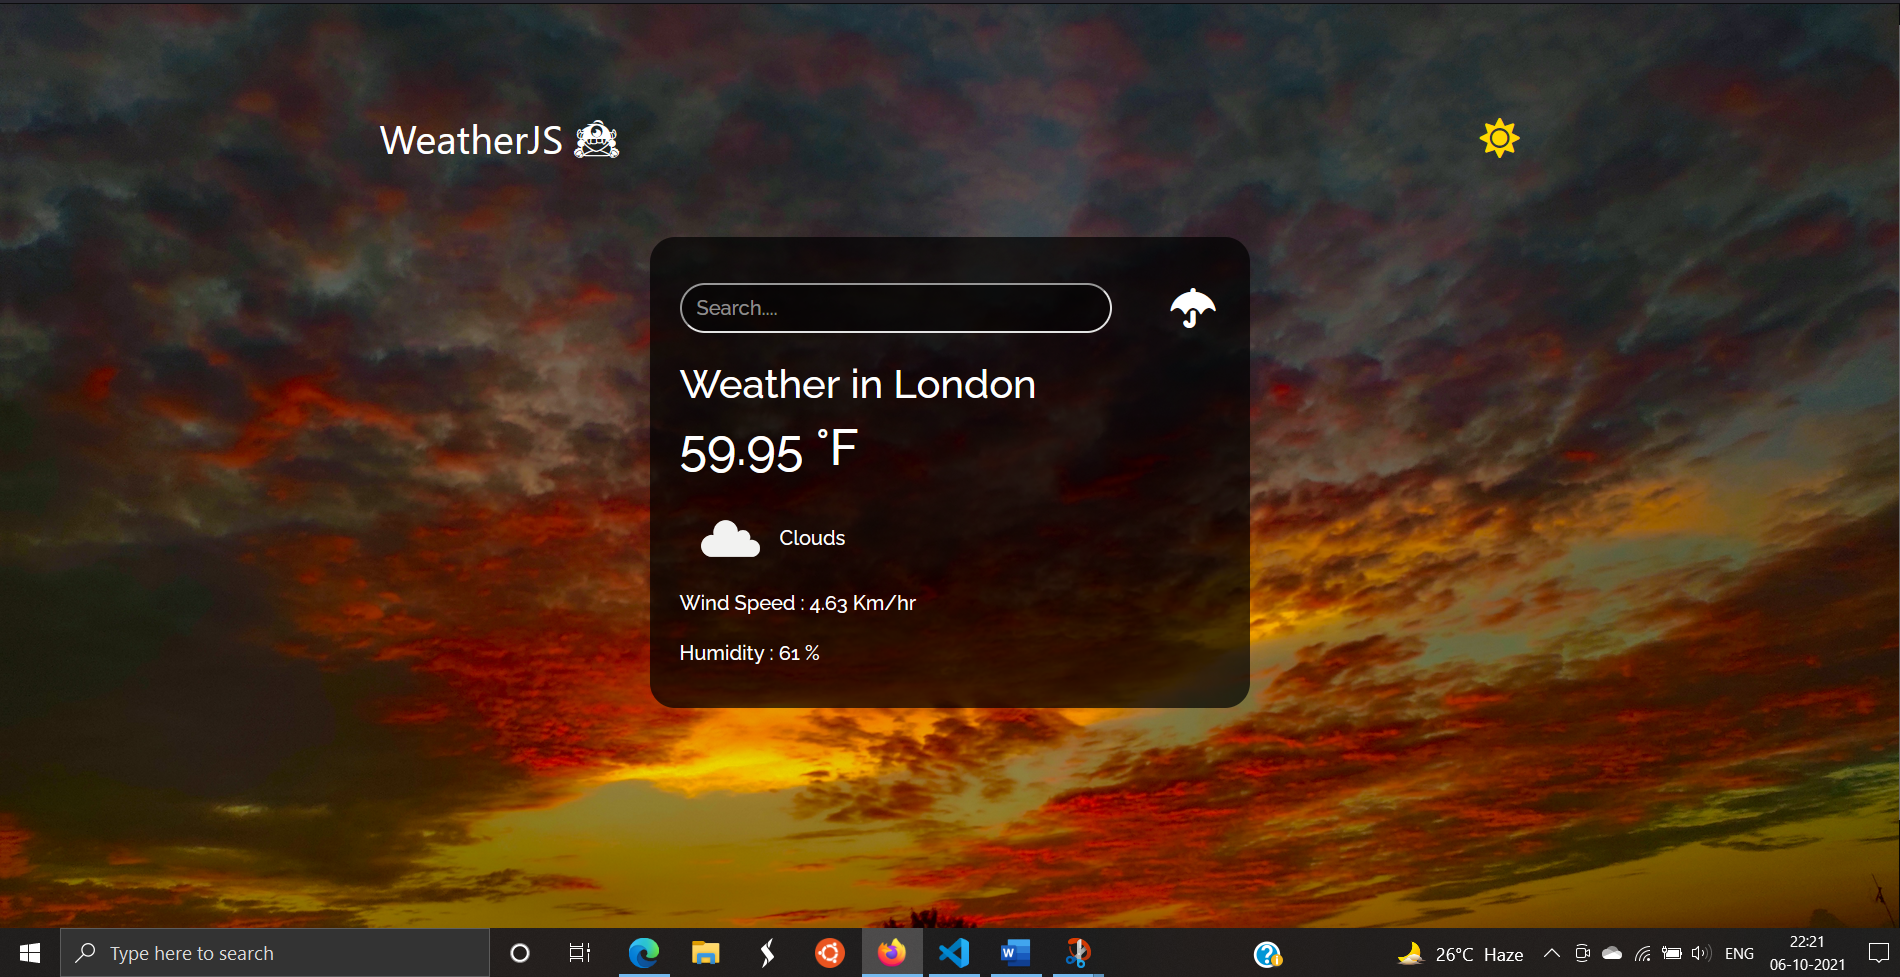 WeatherJS
Search....
Weather in London
59.95 °F
Clouds
Wind Speed : 4.63 Km/hr
Humidity : 61 %
Type here to search
26°C Haze
ENG
22:21
06-10-2021